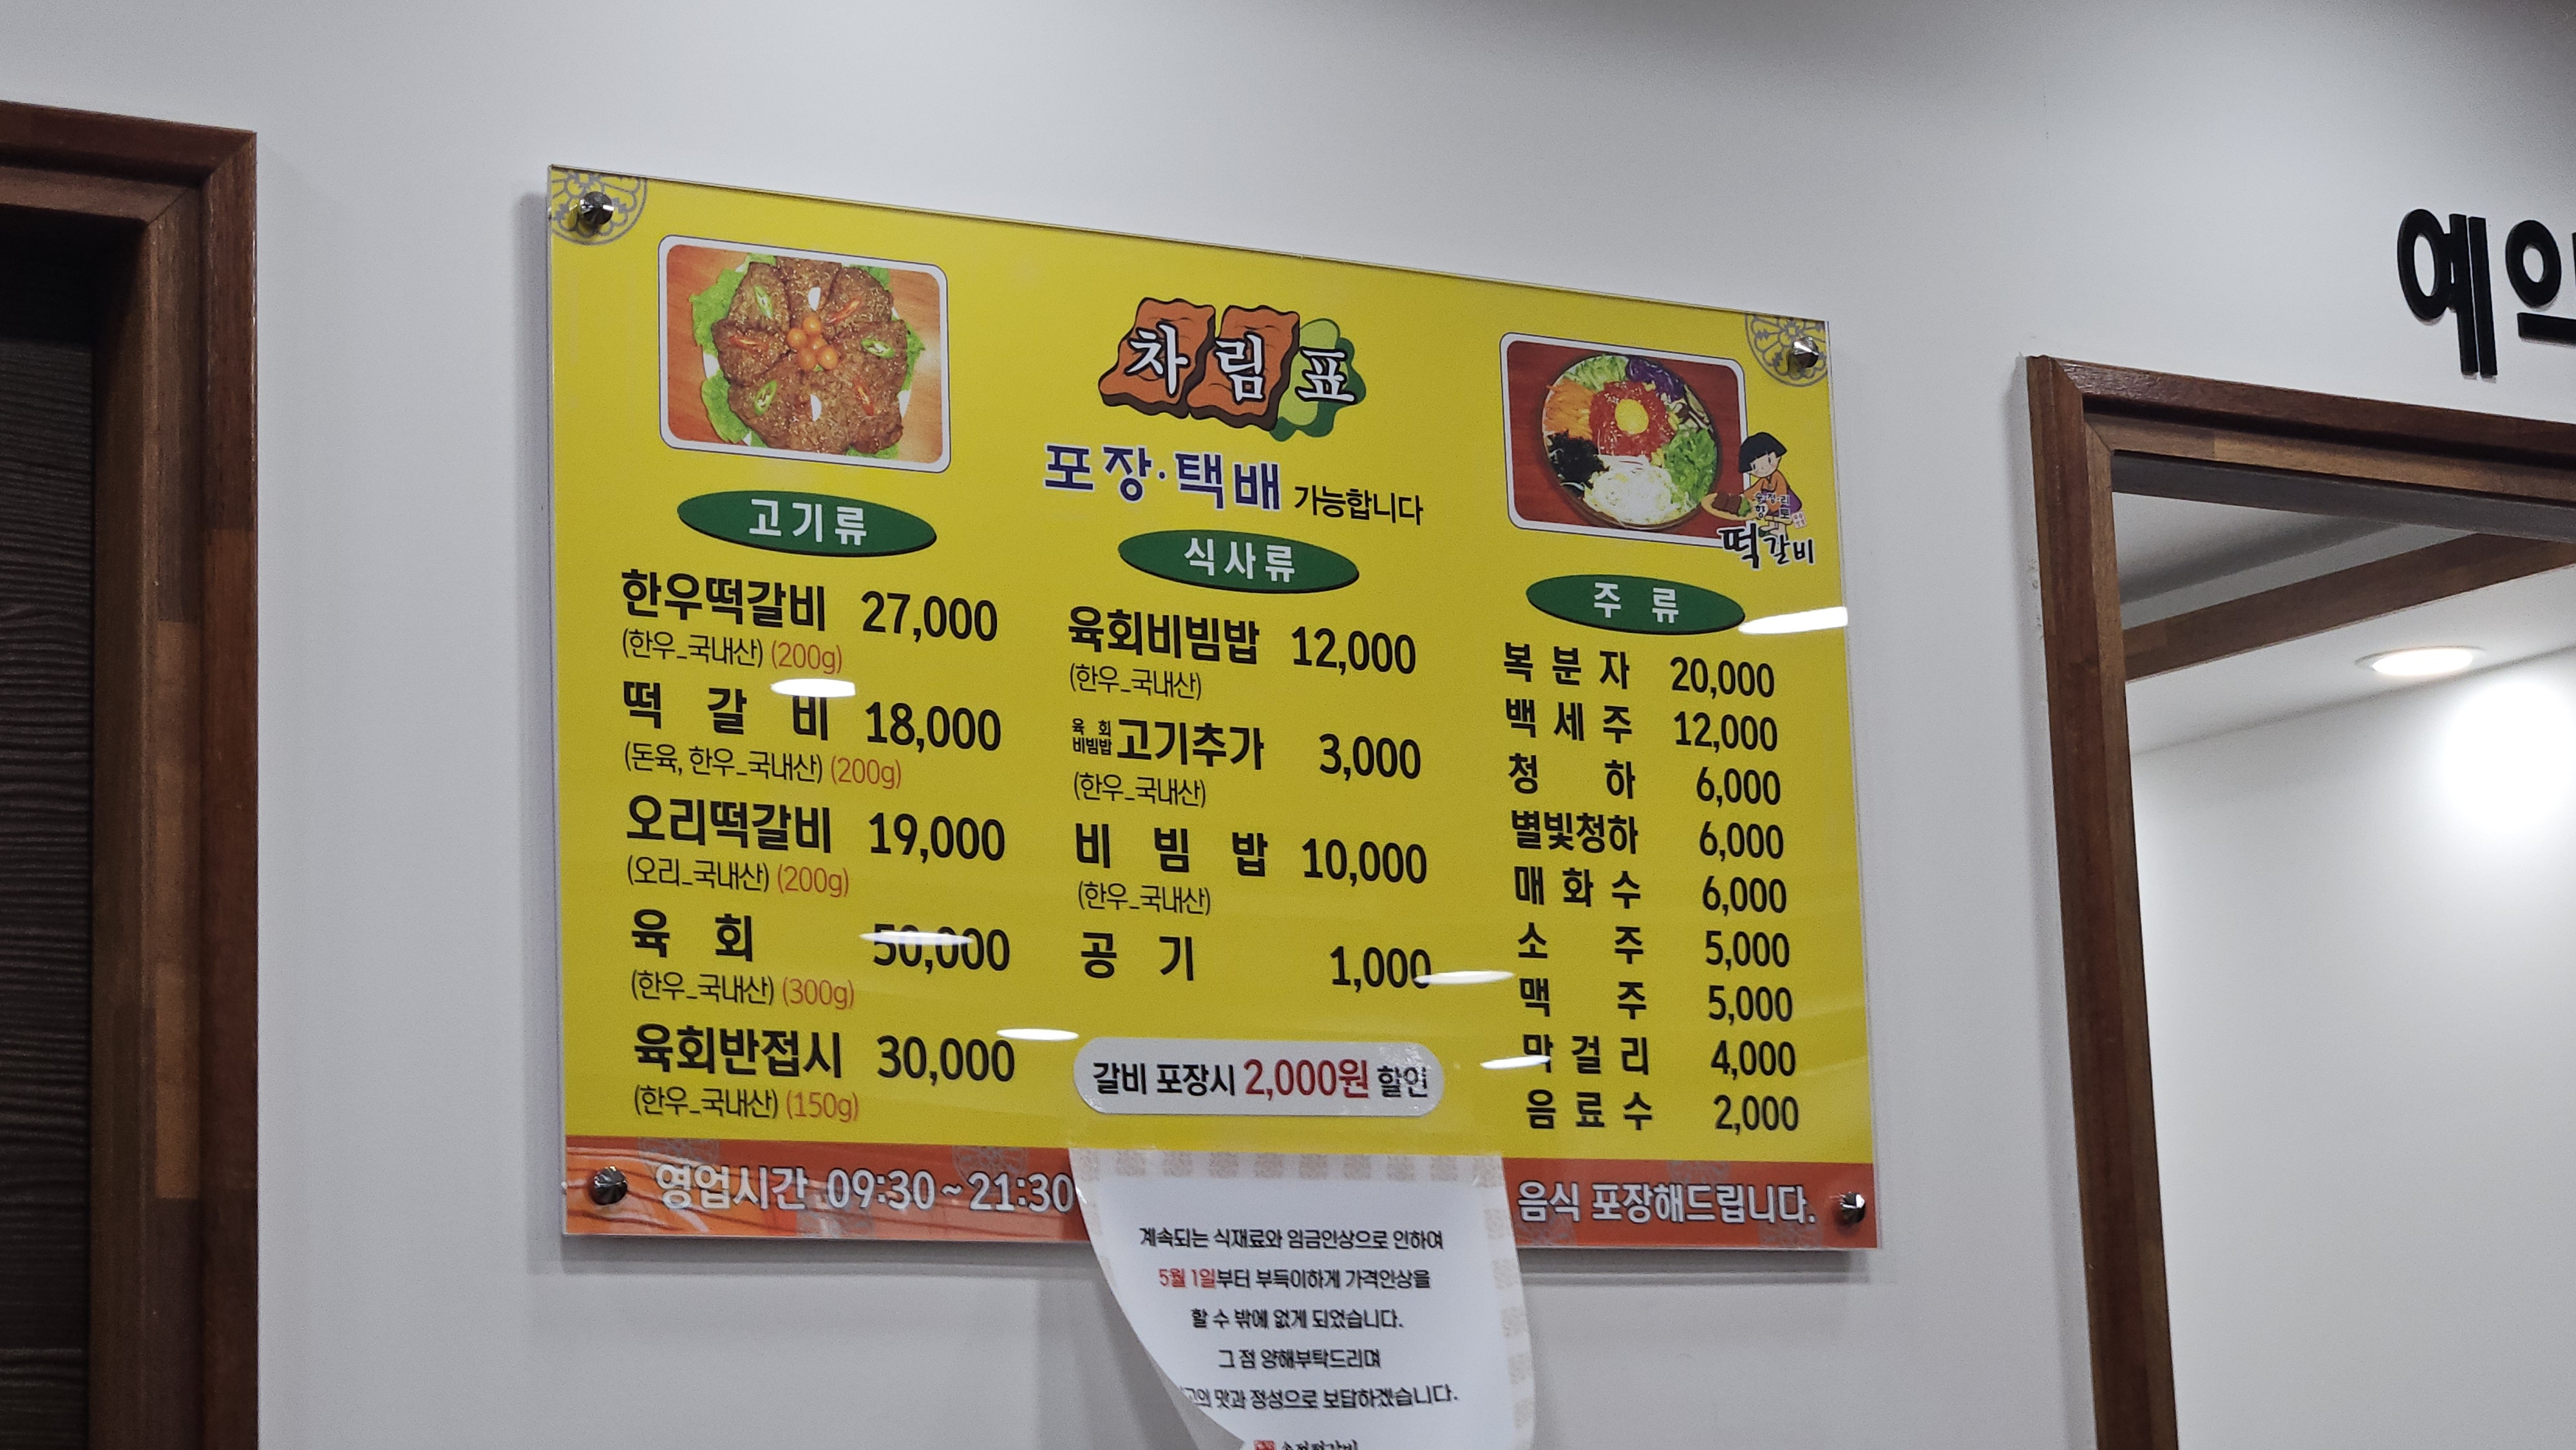 차림표
포장·택배 가능합니다
떡갈비
고기류
한우떡갈비 27,000
(한우_국내산) (200g)
떡 갈 비 18,000
(돈육, 한우_국내산) (200g)
오리떡갈비 19,000
(오리_국내산) (200g)
육 회 50,000
(한우_국내산) (300g)
육회반접시 30,000
(한우_국내산) (150g)
식사류
육회비빔밥 12,000
(한우_국내산)
육 회
비빔밥 고기추가 3,000
(한우_국내산)
비 빔 밥 10,000
(한우_국내산)
공 기 1,000
갈비 포장시 2,000원 할인
주 류
복 분 자 20,000
백 세 주 12,000
청 하 6,000
별빛청하 6,000
매 화 수 6,000
소 주 5,000
맥 주 5,000
막 걸 리 4,000
음 료 수 2,000
영업시간 09:30~21:30
음식 포장해드립니다.
계속되는 식재료와 임금인상으로 인하여
5월 1일부터 부득이하게 가격인상을
할 수 밖에 없게 되었습니다.
그 점 양해부탁드리며
맛과 정성으로 보답하겠습니다.
예의